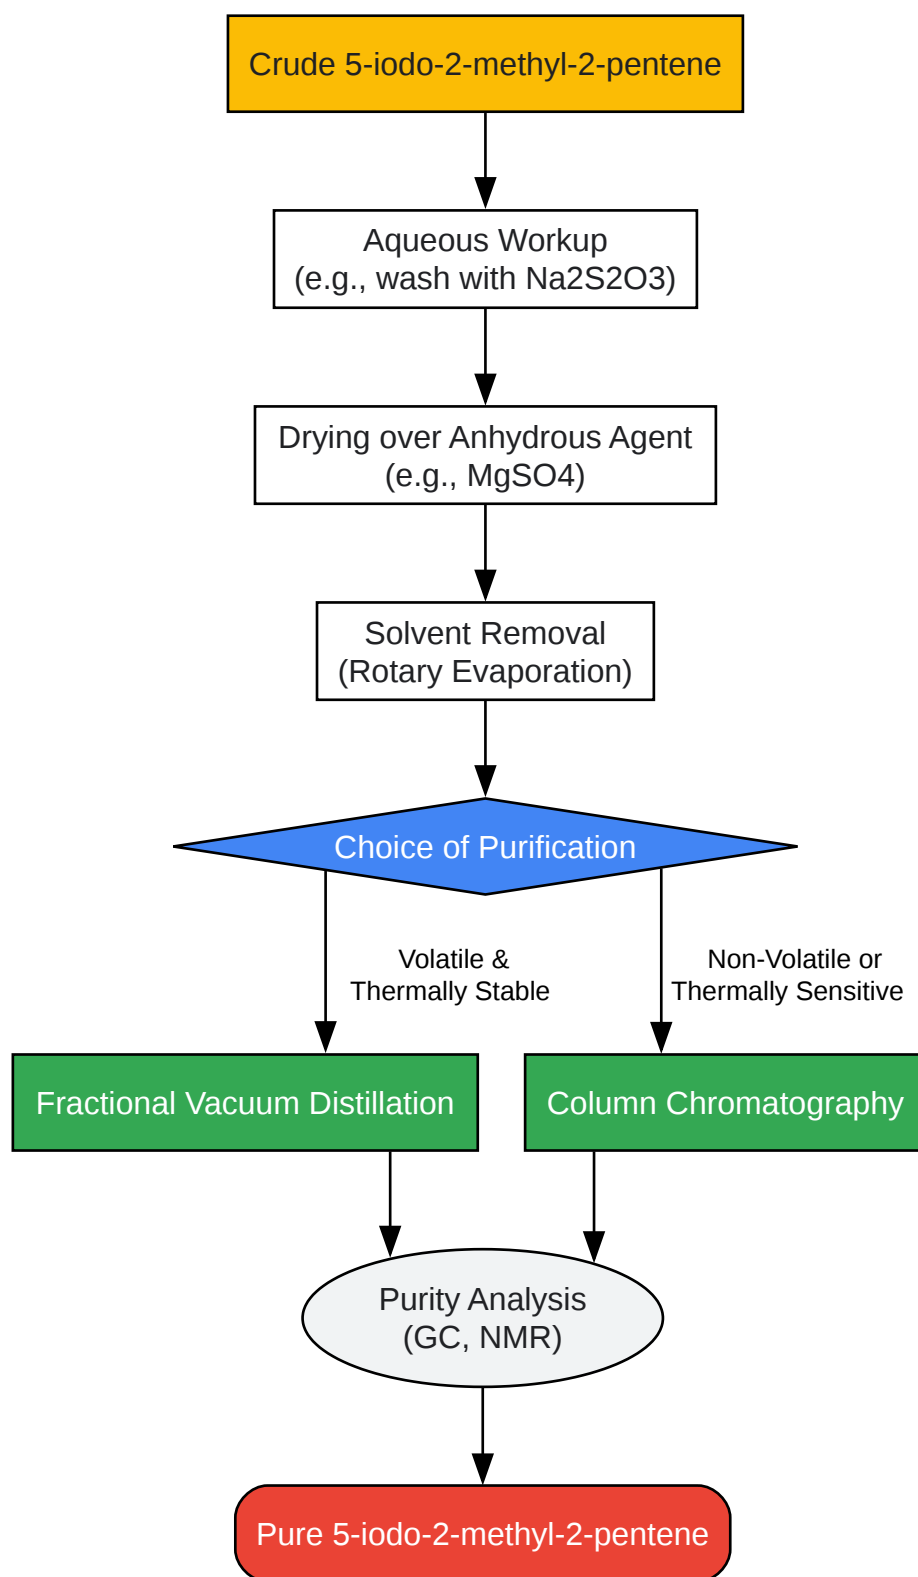 Crude 5-iodo-2-methyl-2-pentene
Aqueous Workup
(e.g., wash with Na2S2O3)
Drying over Anhydrous Agent
(e.g., MgSO4)
Solvent Removal
(Rotary Evaporation)
Choice of Purification
Volatile &
Thermally Stable
Non-Volatile or
Thermally Sensitive
Fractional Vacuum Distillation
Column Chromatography
Purity Analysis
(GC, NMR)
Pure 5-iodo-2-methyl-2-pentene